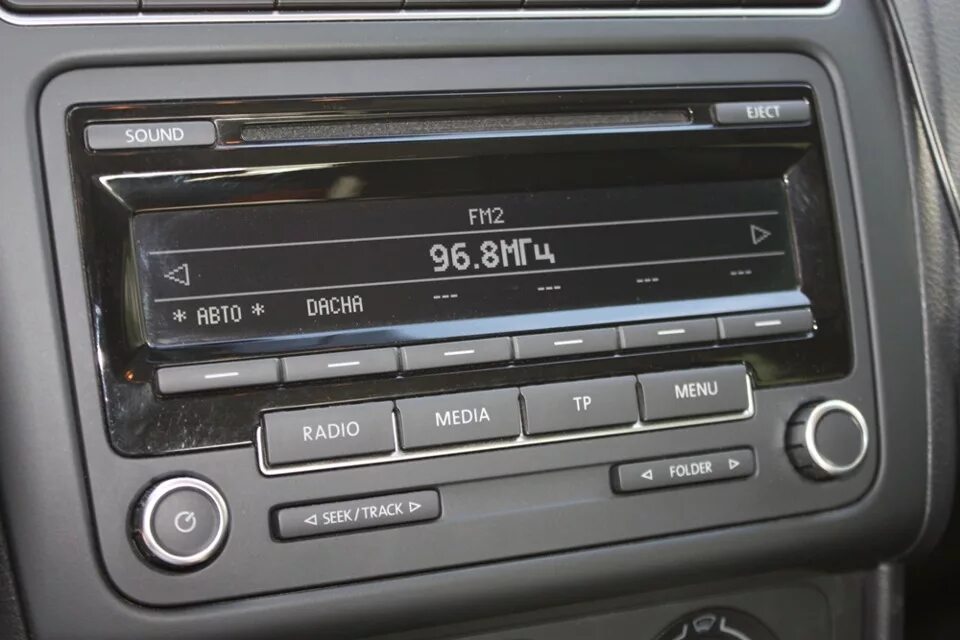 SOUND
EJECT
FM2
96.8МГц
* АВТО * DACHA --- --- --- ---
RADIO MEDIA TP MENU
◁ SEEK/TRACK ▷ ◁ FOLDER ▷